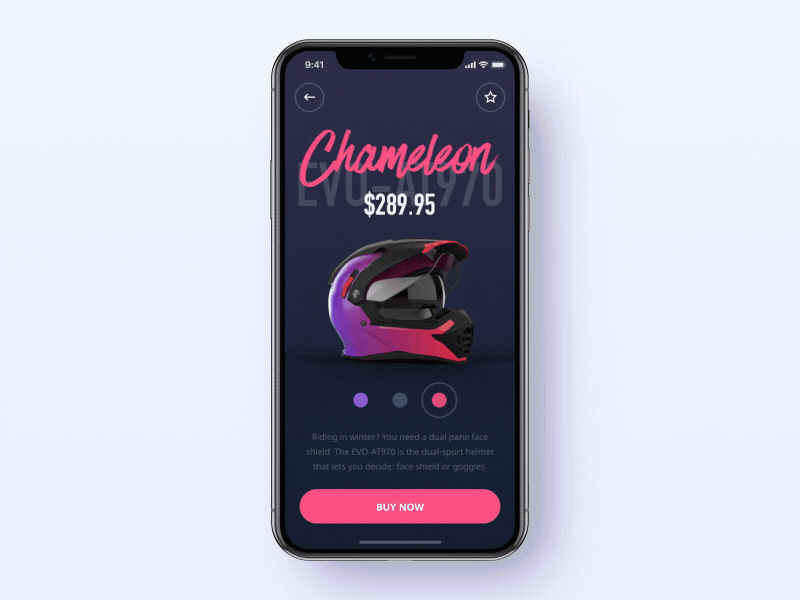 9:41
Chameleon
EVO-AT970
$289.95
Riding in winter? You need a dual pane face
shield. The EVO-AT970 is the dual-sport helmet
that lets you decide: face shield or goggles
BUY NOW